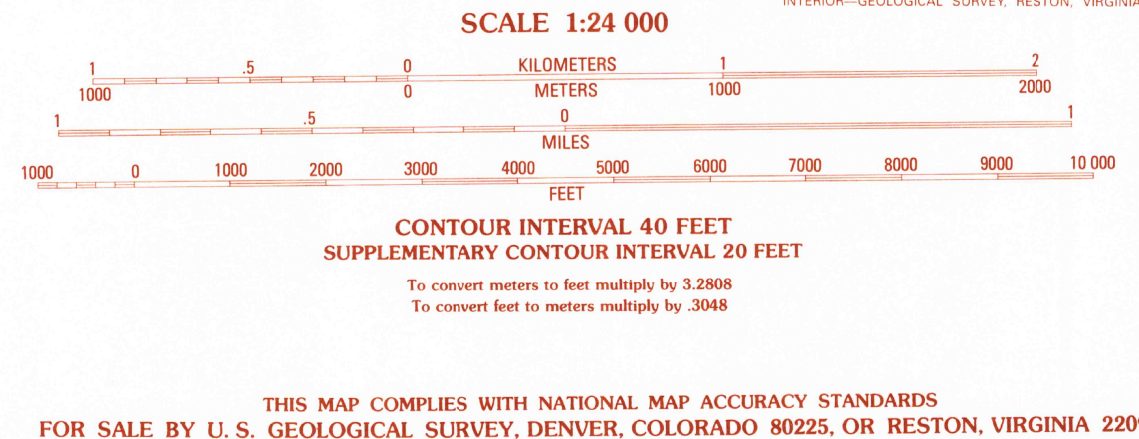 INTERIOR—GEOLOGICAL SURVEY, RESTON, VIRGINIA
SCALE 1:24 000
1 .5 0 KILOMETERS 1 2
1000 0 METERS 1000 2000
1 .5 0 1
MILES
1000 0 1000 2000 3000 4000 5000 6000 7000 8000 9000 10 000
FEET
CONTOUR INTERVAL 40 FEET
SUPPLEMENTARY CONTOUR INTERVAL 20 FEET
To convert meters to feet multiply by 3.2808
To convert feet to meters multiply by .3048
THIS MAP COMPLIES WITH NATIONAL MAP ACCURACY STANDARDS
FOR SALE BY U. S. GEOLOGICAL SURVEY, DENVER, COLORADO 80225, OR RESTON, VIRGINIA 220